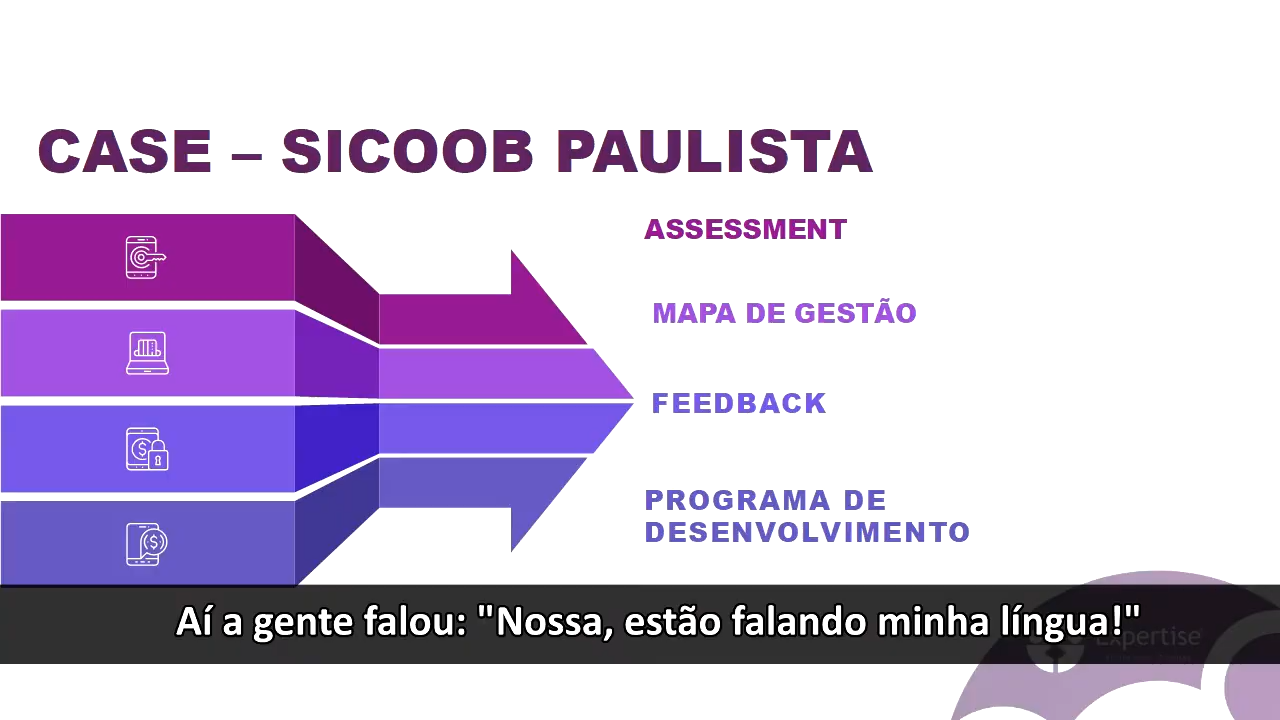 CASE – SICOOB PAULISTA
ASSESSMENT
MAPA DE GESTÃO
FEEDBACK
PROGRAMA DE
DESENVOLVIMENTO
Aí a gente falou: "Nossa, estão falando minha língua!"
Expertise